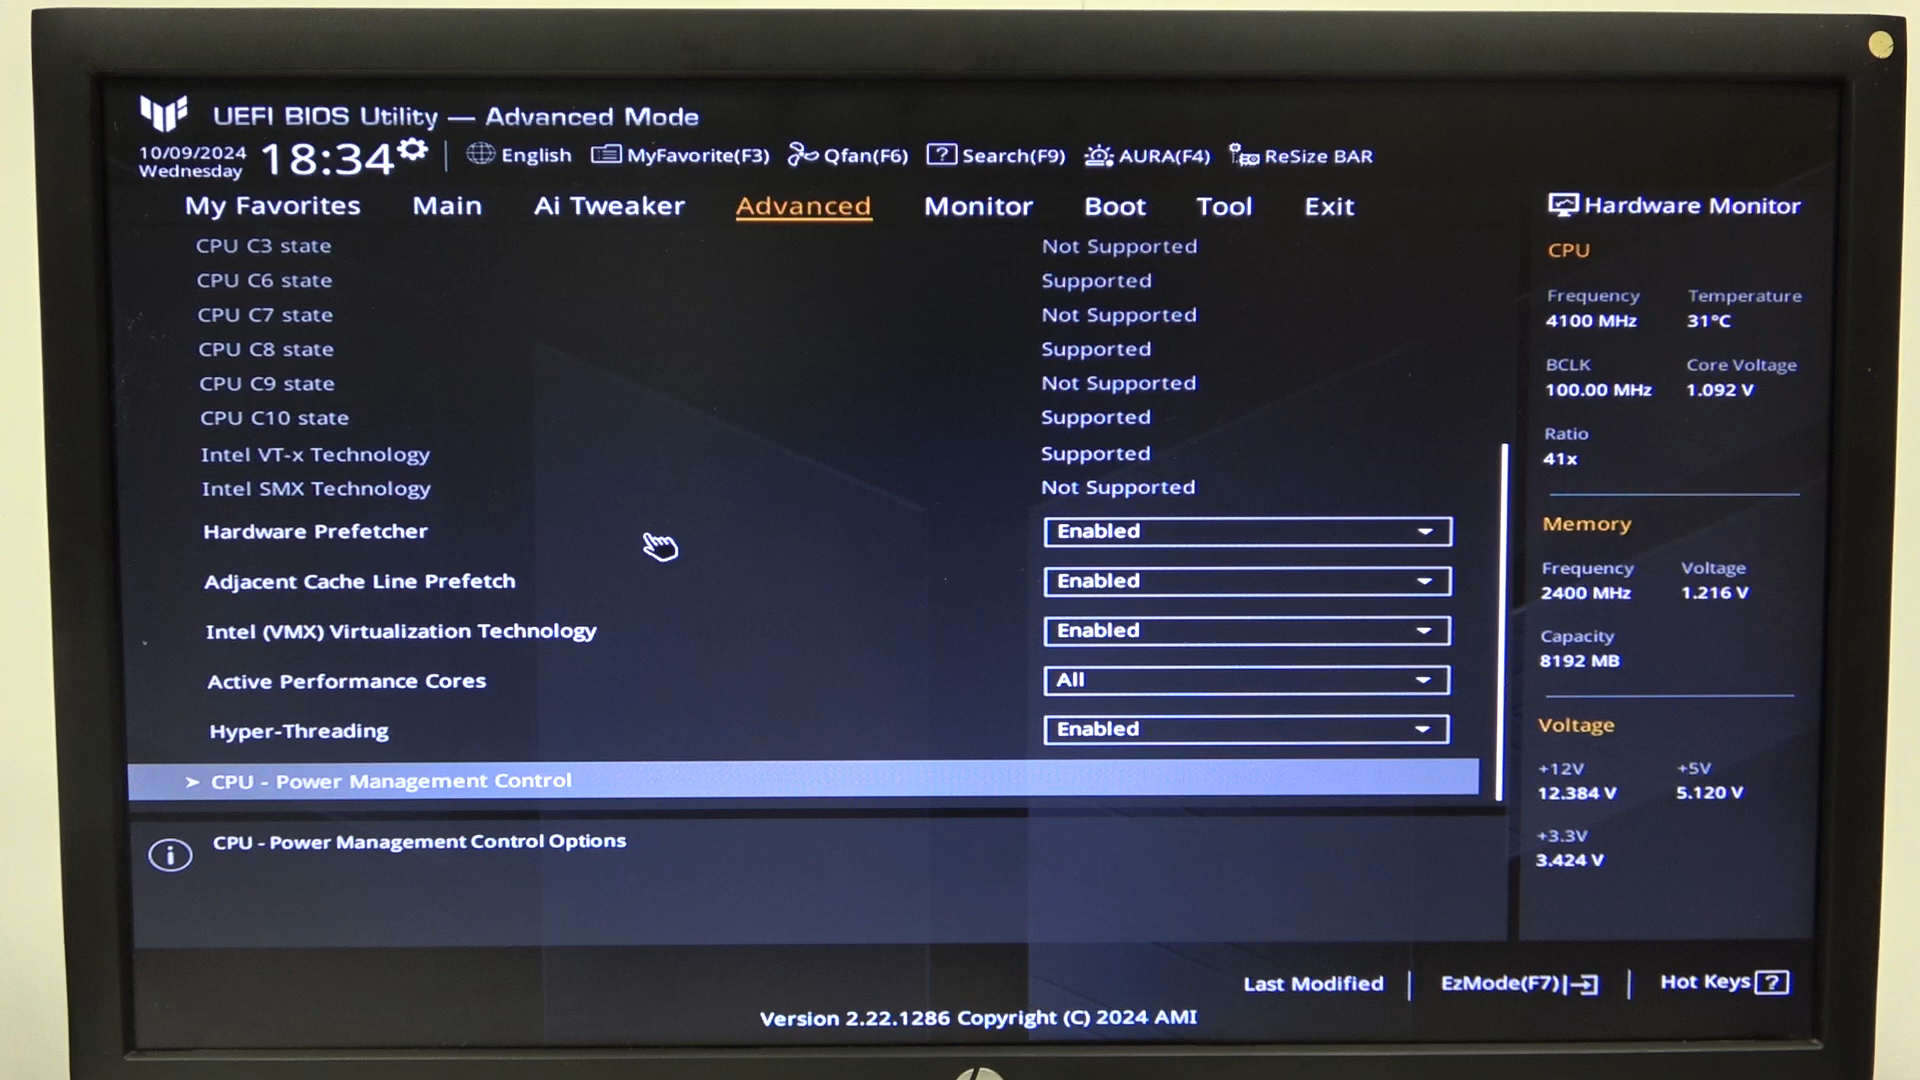 UEFI BIOS Utility — Advanced Mode
10/09/2024
Wednesday
18:34
English
MyFavorite(F3)
Qfan(F6)
Search(F9)
AURA(F4)
ReSize BAR
My Favorites
Main
Ai Tweaker
Advanced
Monitor
Boot
Tool
Exit
CPU C3 state Not Supported
CPU C6 state Supported
CPU C7 state Not Supported
CPU C8 state Supported
CPU C9 state Not Supported
CPU C10 state Supported
Intel VT-x Technology Supported
Intel SMX Technology Not Supported
Hardware Prefetcher Enabled
Adjacent Cache Line Prefetch Enabled
Intel (VMX) Virtualization Technology Enabled
Active Performance Cores All
Hyper-Threading Enabled
> CPU - Power Management Control
CPU - Power Management Control Options
Hardware Monitor
CPU
Frequency Temperature
4100 MHz 31°C
BCLK Core Voltage
100.00 MHz 1.092 V
Ratio
41x
Memory
Frequency Voltage
2400 MHz 1.216 V
Capacity
8192 MB
Voltage
+12V +5V
12.384 V 5.120 V
+3.3V
3.424 V
Last Modified
EzMode(F7)
Hot Keys ?
Version 2.22.1286 Copyright (C) 2024 AMI